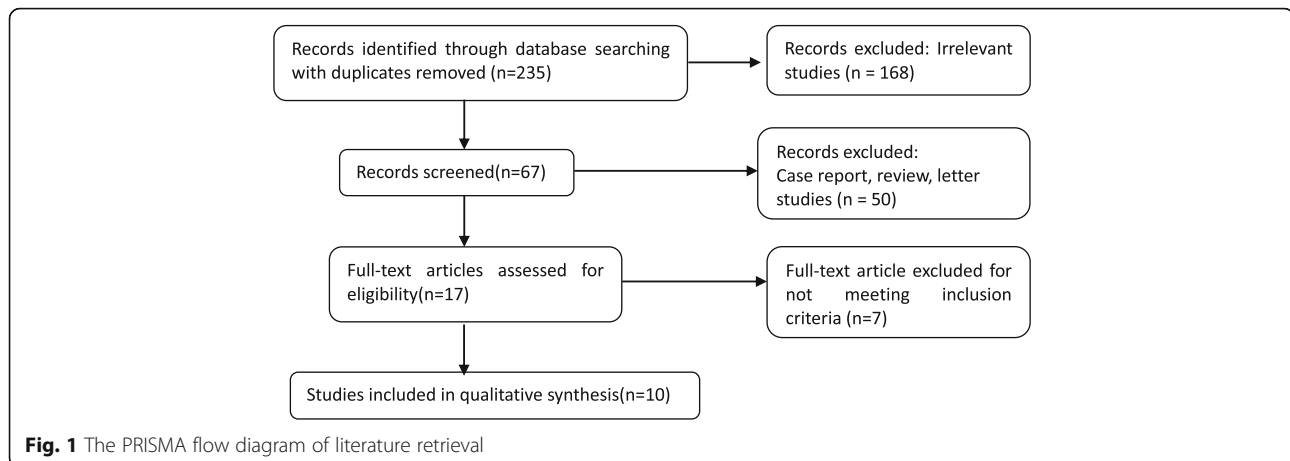 Records identified through database searching
with duplicates removed (n=235)
Records excluded: Irrelevant
studies (n = 168)
Records screened(n=67)
Records excluded:
Case report, review, letter
studies (n = 50)
Full-text articles assessed for
eligibility(n=17)
Full-text article excluded for
not meeting inclusion
criteria (n=7)
Studies included in qualitative synthesis(n=10)
Fig. 1 The PRISMA flow diagram of literature retrieval